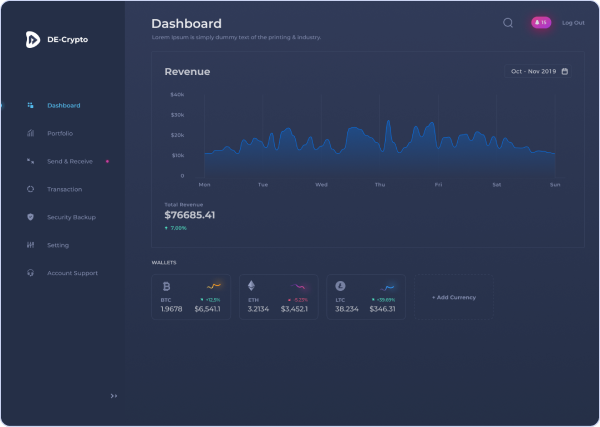 DE-Crypto
Dashboard
Portfolio
Send & Receive
Transaction
Security Backup
Setting
Account Support
Dashboard
Lorem Ipsum is simply dummy text of the printing & industry.
16
Log Out
Revenue
Oct - Nov 2019
$40k
$30k
$20k
$10k
0
Mon Tue Wed Thu Fri Sat Sun
Total Revenue
$76685.41
7.00%
WALLETS
BTC +12.5%
1.9678 $6,541.1
ETH -5.23%
3.2134 $3,452.1
LTC +39.69%
38.234 $346.31
+ Add Currency